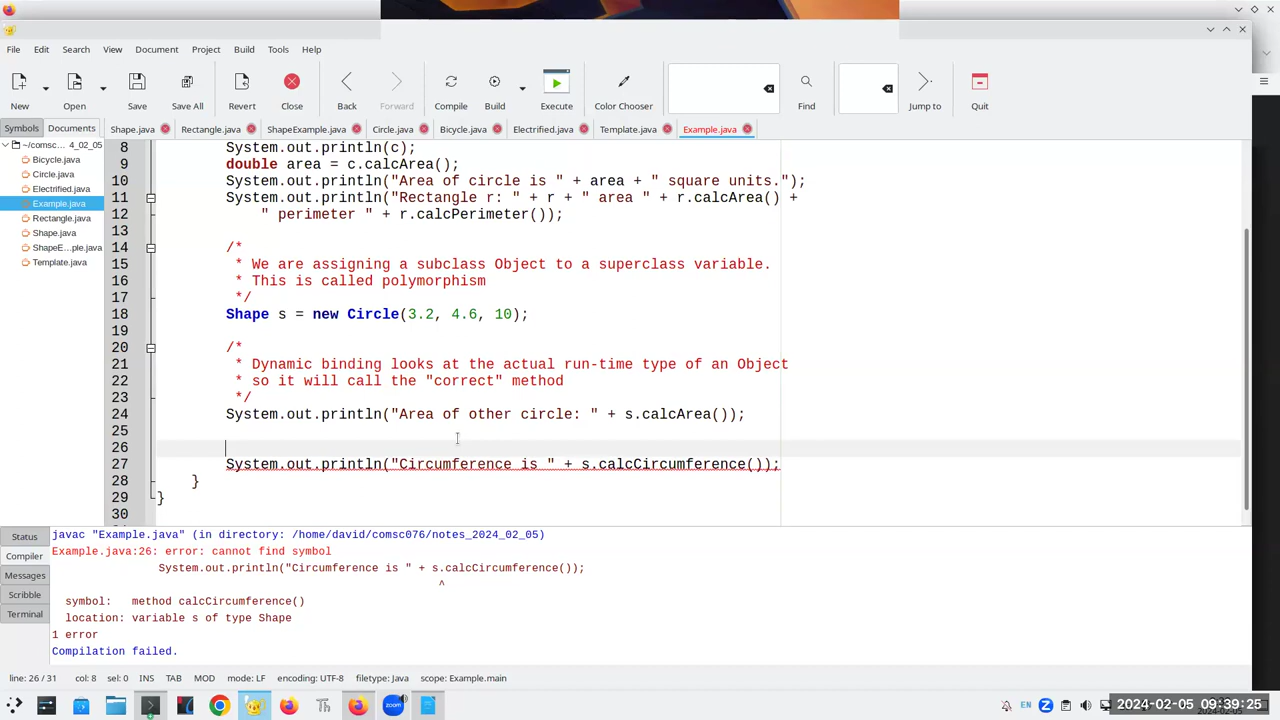 File Edit Search View Document Project Build Tools Help
New Open Save Save All Revert Close Back Forward Compile Build Execute Color Chooser Find Jump to Quit
Symbols Documents Shape.java Rectangle.java ShapeExample.java Circle.java Bicycle.java Electrified.java Template.java Example.java
~/comsc… 4_02_05
Bicycle.java
Circle.java
Electrified.java
Example.java
Rectangle.java
Shape.java
ShapeE…ple.java
Template.java
8 System.out.println(c);
9 double area = c.calcArea();
10 System.out.println("Area of circle is " + area + " square units.");
11 System.out.println("Rectangle r: " + r + " area " + r.calcArea() +
12 " perimeter " + r.calcPerimeter());
13
14 /*
15 * We are assigning a subclass Object to a superclass variable.
16 * This is called polymorphism
17 */
18 Shape s = new Circle(3.2, 4.6, 10);
19
20 /*
21 * Dynamic binding looks at the actual run-time type of an Object
22 * so it will call the "correct" method
23 */
24 System.out.println("Area of other circle: " + s.calcArea());
25
26
27 System.out.println("Circumference is " + s.calcCircumference());
28 }
29 }
30
Status
Compiler
Messages
Scribble
Terminal
javac "Example.java" (in directory: /home/david/comsc076/notes_2024_02_05)
Example.java:26: error: cannot find symbol
System.out.println("Circumference is " + s.calcCircumference());
^
symbol: method calcCircumference()
location: variable s of type Shape
1 error
Compilation failed.
line: 26 / 31 col: 8 sel: 0 INS TAB MOD mode: LF encoding: UTF-8 filetype: Java scope: Example.main
Th zoom EN 2024-02-05 09:39:25